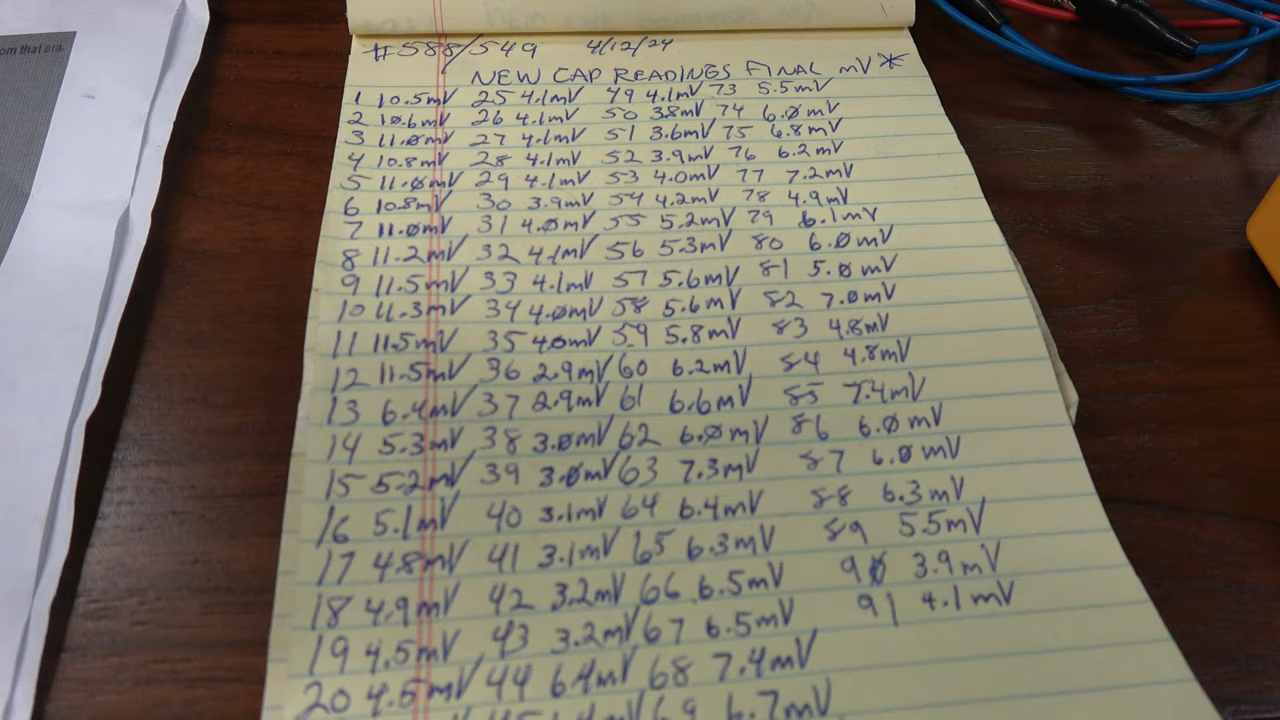 om that era.
#588/549 4/12/24
NEW CAP READINGS FINAL mV *
1 10.5mV 25 4.1mV 49 4.1mV 73 5.5mV
2 10.6mV 26 4.1mV 50 3.8mV 74 6.0mV
3 11.0mV 27 4.1mV 51 3.6mV 75 6.8mV
4 10.8mV 28 4.1mV 52 3.9mV 76 6.2mV
5 11.0mV 29 4.1mV 53 4.0mV 77 7.2mV
6 10.8mV 30 3.9mV 54 4.2mV 78 4.9mV
7 11.0mV 31 4.0mV 55 5.2mV 79 6.1mV
8 11.2mV 32 4.1mV 56 5.3mV 80 6.0mV
9 11.5mV 33 4.1mV 57 5.6mV 81 5.0mV
10 11.3mV 34 4.0mV 58 5.6mV 82 7.0mV
11 11.5mV 35 4.0mV 59 5.8mV 83 4.8mV
12 11.5mV 36 2.9mV 60 6.2mV 84 4.8mV
13 6.4mV 37 2.9mV 61 6.6mV 85 7.4mV
14 5.3mV 38 3.0mV 62 6.0mV 86 6.0mV
15 5.2mV 39 3.0mV 63 7.3mV 87 6.0mV
16 5.1mV 40 3.1mV 64 6.4mV 88 6.3mV
17 4.8mV 41 3.1mV 65 6.3mV 89 5.5mV
18 4.9mV 42 3.2mV 66 6.5mV 90 3.9mV
19 4.5mV 43 3.2mV 67 6.5mV 91 4.1mV
20 4.5mV 44 6.4mV 68 7.4mV
69 6.7mV